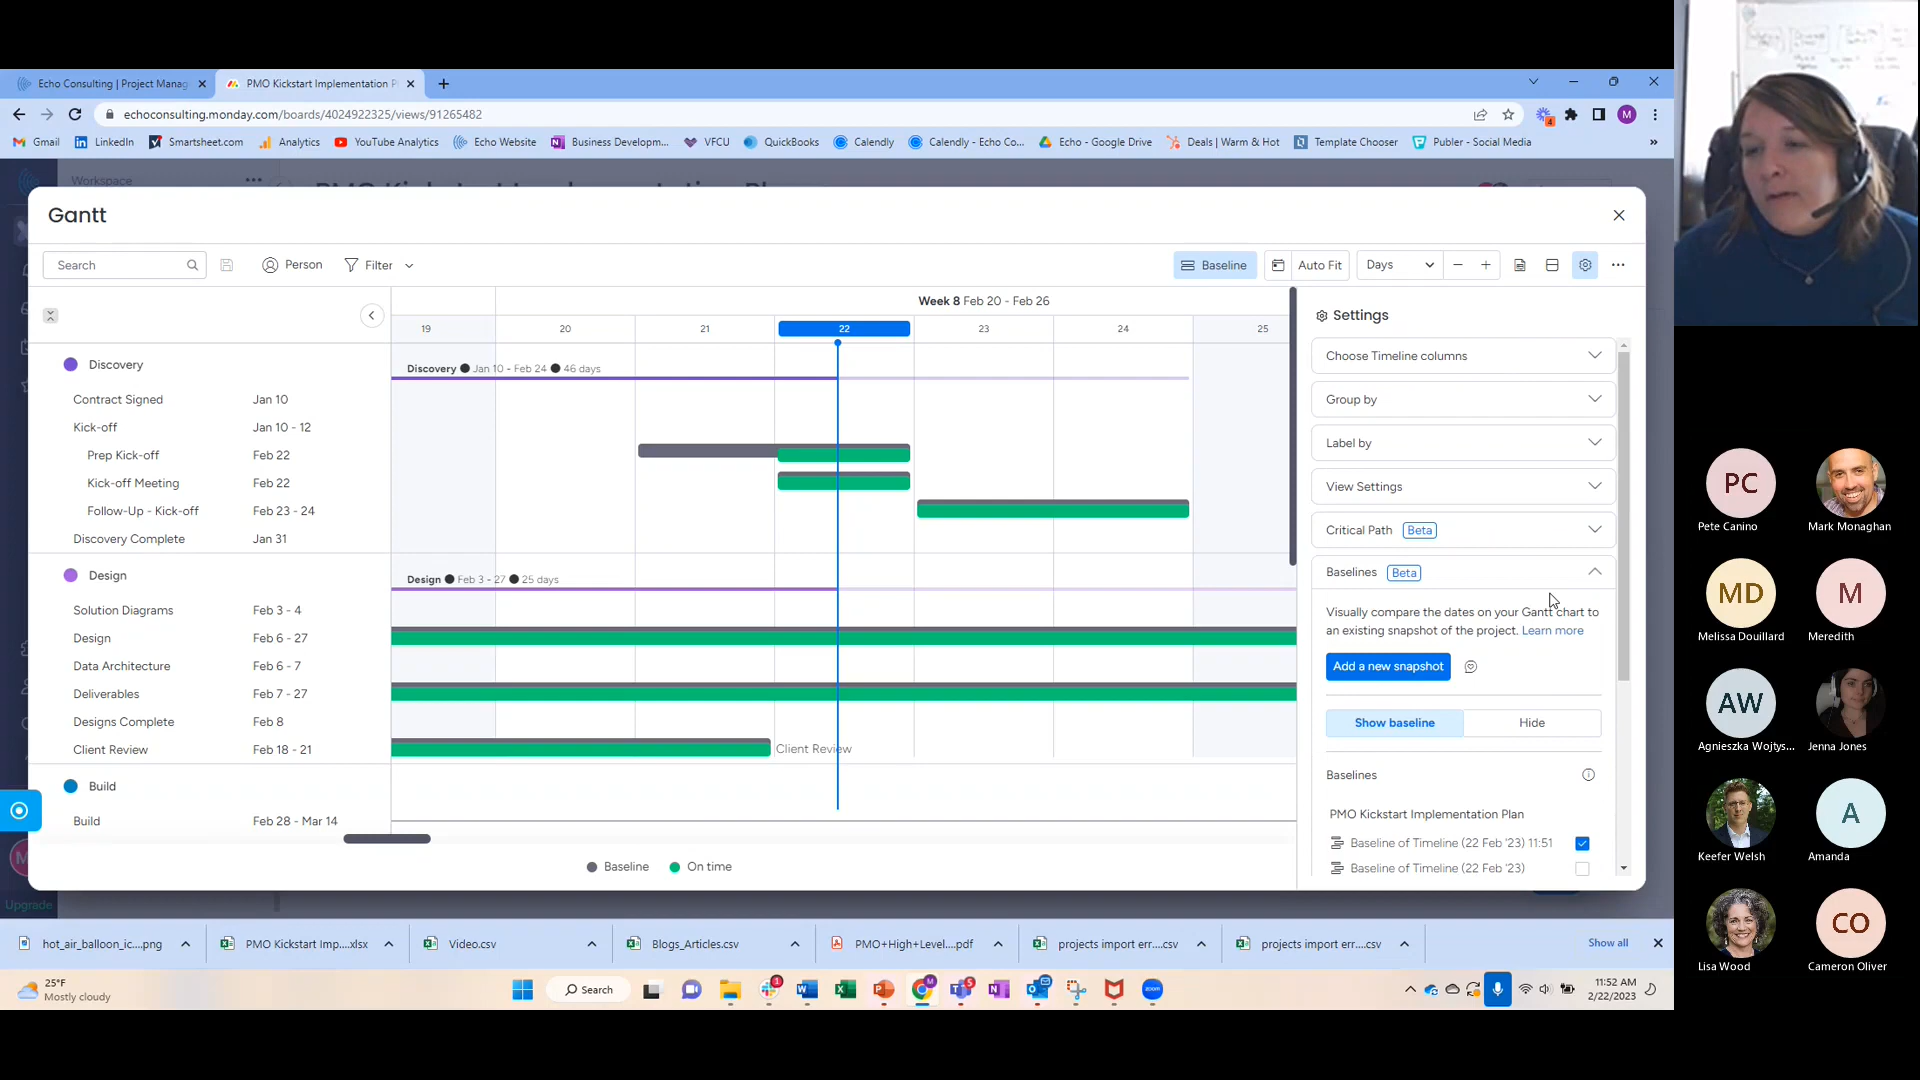 Echo Consulting | Project Manag
PMO Kickstart Implementation P
echoconsulting.monday.com/boards/4024922325/views/91265482
M
4
Gmail
LinkedIn
Smartsheet.com
Analytics
YouTube Analytics
Echo Website
Business Developm...
VFCU
QuickBooks
Calendly
Calendly - Echo Co...
Echo - Google Drive
Deals | Warm & Hot
Template Chooser
Publer - Social Media
»
Workspace
PMO Kickstart Implementation Plan
Gantt
Search
Person
Filter
Baseline
Auto Fit
Days
Week 8 Feb 20 - Feb 26
19 20 21 22 23 24 25
Discovery
Discovery ● Jan 10 - Feb 24 ● 46 days
Contract Signed Jan 10
Kick-off Jan 10 - 12
Prep Kick-off Feb 22
Kick-off Meeting Feb 22
Follow-Up - Kick-off Feb 23 - 24
Discovery Complete Jan 31
Design
Design ● Feb 3 - 27 ● 25 days
Solution Diagrams Feb 3 - 4
Design Feb 6 - 27
Data Architecture Feb 6 - 7
Deliverables Feb 7 - 27
Designs Complete Feb 8
Client Review Feb 18 - 21
Client Review
Build
Build Feb 28 - Mar 14
Baseline
On time
Settings
Choose Timeline columns
Group by
Label by
View Settings
Critical Path Beta
Baselines Beta
Visually compare the dates on your Gantt chart to
an existing snapshot of the project. Learn more
Add a new snapshot
Show baseline
Hide
Baselines
PMO Kickstart Implementation Plan
Baseline of Timeline (22 Feb '23) 11:51
Baseline of Timeline (22 Feb '23)
Upgrade
hot_air_balloon_ic....png
PMO Kickstart Imp....xlsx
Video.csv
Blogs_Articles.csv
PMO+High+Level....pdf
projects import err....csv
projects import err....csv
Show all
25°F
Mostly cloudy
Search
1
5
zoom
11:52 AM
2/22/2023
PC
Pete Canino
Mark Monaghan
MD
Melissa Douillard
M
Meredith
AW
Agnieszka Wojtys...
Jenna Jones
Keefer Welsh
A
Amanda
Lisa Wood
CO
Cameron Oliver